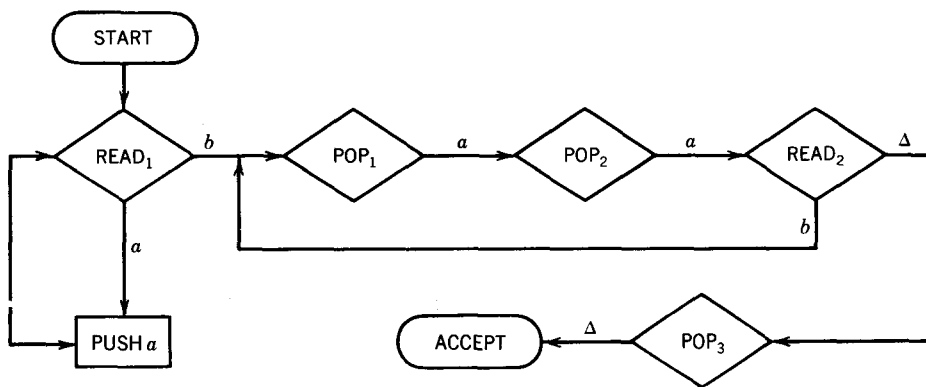 START
READ₁
b
POP₁
a
POP₂
a
READ₂
Δ
a
b
PUSH a
ACCEPT
Δ
POP₃